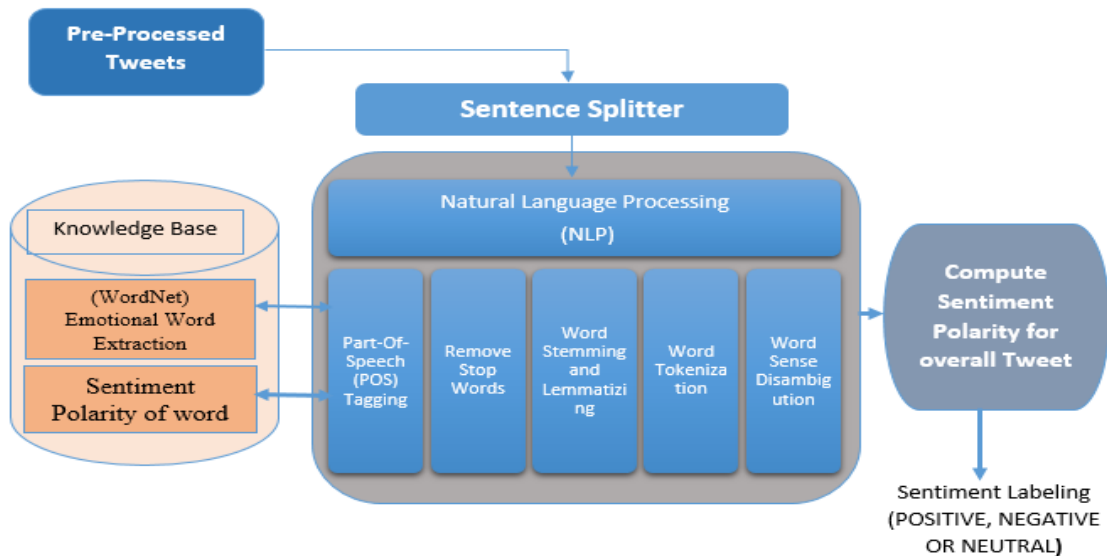 Pre-Processed
Tweets
Sentence Splitter
Natural Language Processing
(NLP)
Knowledge Base
(WordNet)
Emotional Word
Extraction
Sentiment
Polarity of word
Part-Of-
Speech
(POS)
Tagging
Remove
Stop
Words
Word
Stemming
and
Lemmatizi
ng
Word
Tokeniza
tion
Word
Sense
Disambig
ution
Compute
Sentiment
Polarity for
overall Tweet
Sentiment Labeling
(POSITIVE, NEGATIVE
OR NEUTRAL)